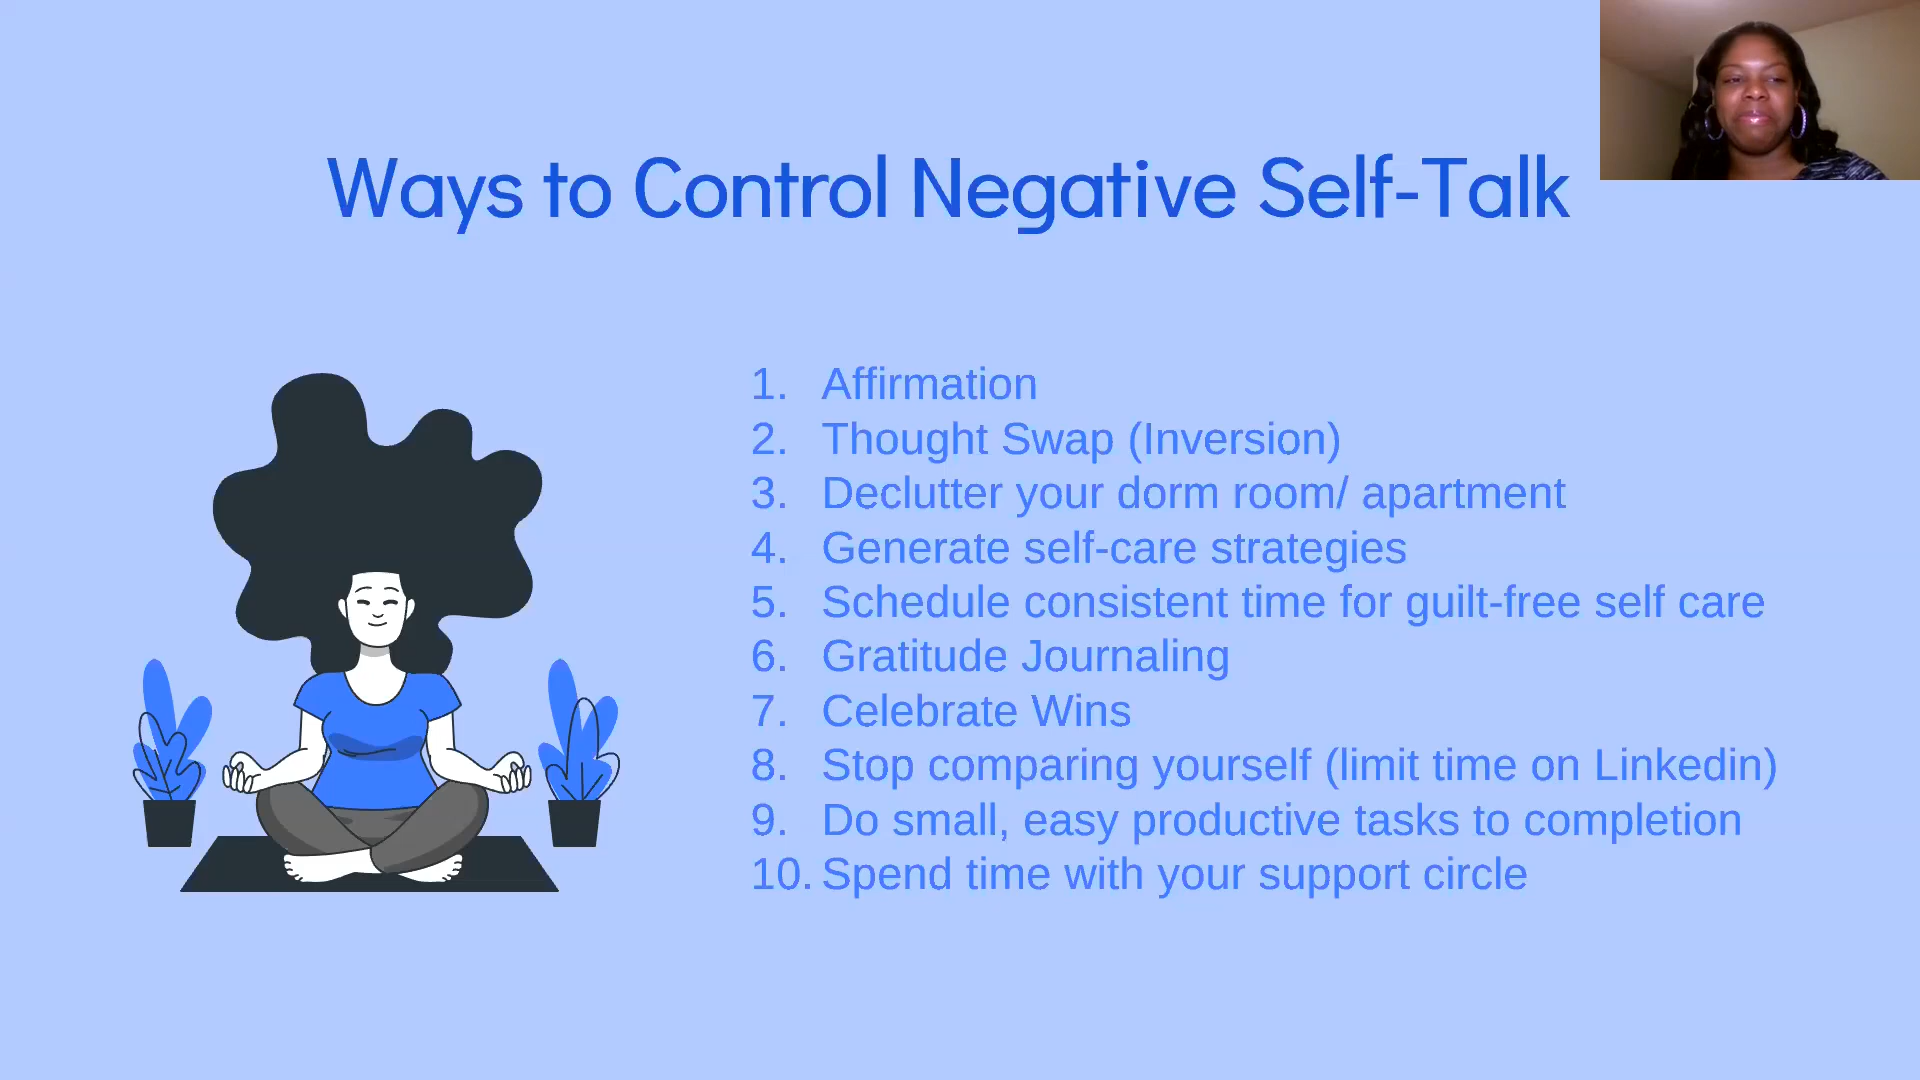 Ways to Control Negative Self-Talk
1. Affirmation
2. Thought Swap (Inversion)
3. Declutter your dorm room/ apartment
4. Generate self-care strategies
5. Schedule consistent time for guilt-free self care
6. Gratitude Journaling
7. Celebrate Wins
8. Stop comparing yourself (limit time on Linkedin)
9. Do small, easy productive tasks to completion
10. Spend time with your support circle